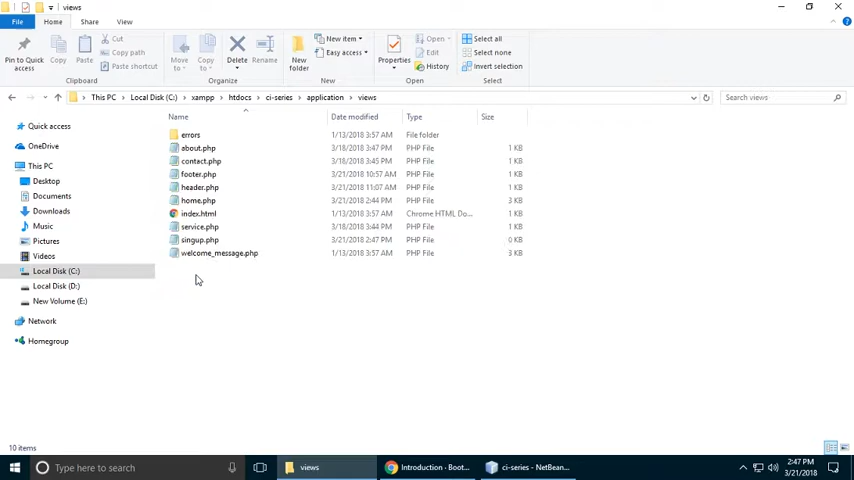 views
File
Home
Share
View
Pin to Quick access
Copy
Paste
Cut
Copy path
Paste shortcut
Move to
Copy to
Delete
Rename
New folder
New item
Easy access
Properties
Open
Edit
History
Select all
Select none
Invert selection
Clipboard
Organize
New
Open
Select
This PC
Local Disk (C:)
xampp
htdocs
ci-series
application
views
Search views
Name
Date modified
Type
Size
Quick access
OneDrive
This PC
Desktop
Documents
Downloads
Music
Pictures
Videos
Local Disk (C:)
Local Disk (D:)
New Volume (E:)
Network
Homegroup
errors 1/13/2018 3:57 AM File folder
about.php 3/18/2018 3:47 PM PHP File 1 KB
contact.php 3/18/2018 3:45 PM PHP File 1 KB
footer.php 3/21/2018 10:57 AM PHP File 1 KB
header.php 3/21/2018 11:07 AM PHP File 1 KB
home.php 3/21/2018 2:44 PM PHP File 3 KB
index.html 1/13/2018 3:57 AM Chrome HTML Do... 1 KB
service.php 3/18/2018 3:44 PM PHP File 1 KB
singup.php 3/21/2018 2:47 PM PHP File 0 KB
welcome_message.php 1/13/2018 3:57 AM PHP File 3 KB
10 items
Type here to search
views
Introduction · Boot...
ci-series - NetBean...
2:47 PM
3/21/2018